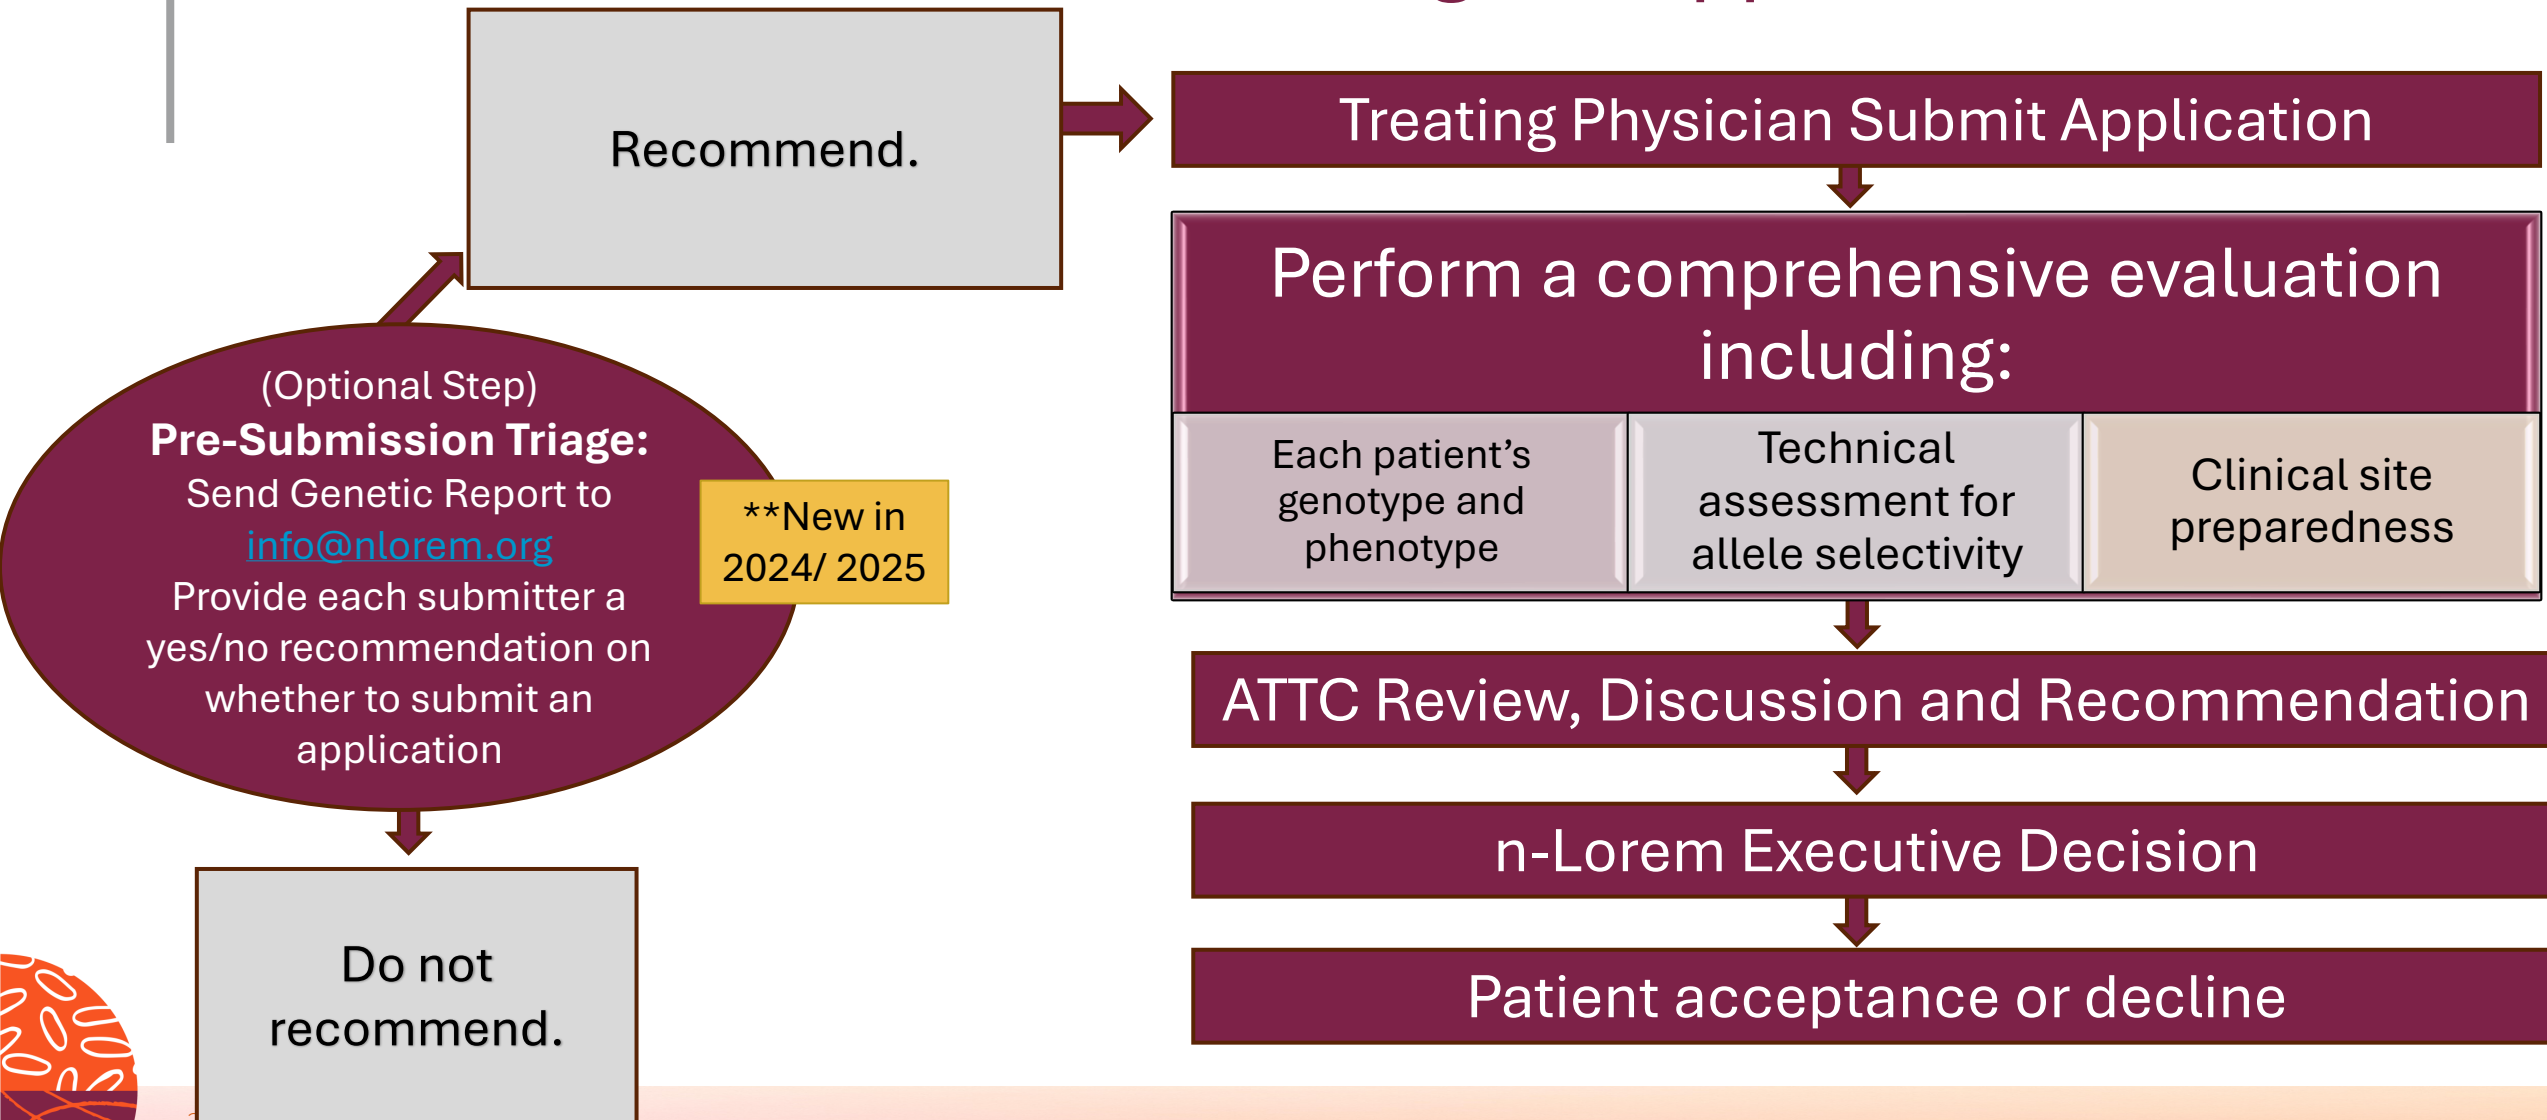 Recommend.
(Optional Step)
Pre-Submission Triage:
Send Genetic Report to
info@nlorem.org
Provide each submitter a
yes/no recommendation on
whether to submit an
application
**New in
2024/ 2025
Do not
recommend.
Treating Physician Submit Application
Perform a comprehensive evaluation
including:
Each patient’s
genotype and
phenotype
Technical
assessment for
allele selectivity
Clinical site
preparedness
ATTC Review, Discussion and Recommendation
n-Lorem Executive Decision
Patient acceptance or decline